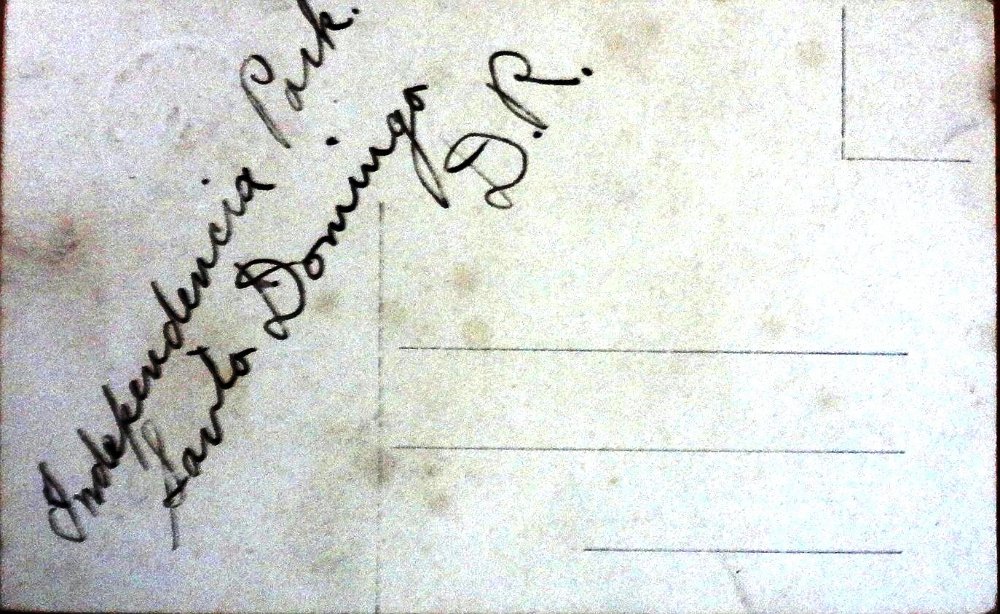 Independencia Park.
Santo Domingo
D.R.